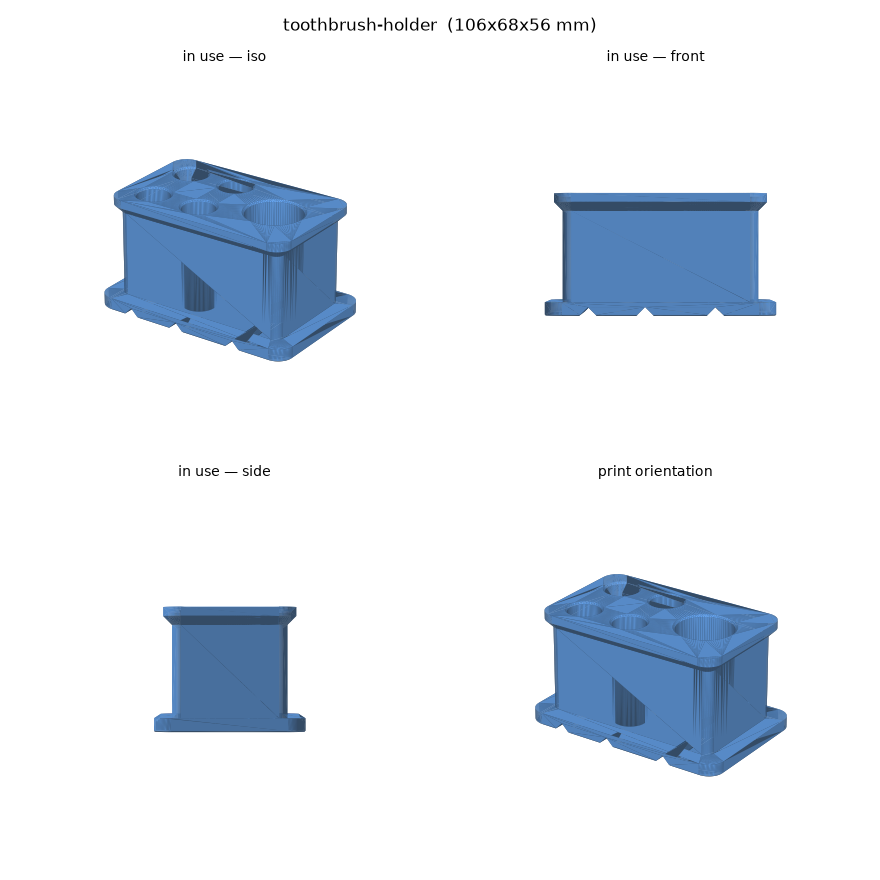 toothbrush-holder (106x68x56 mm)
in use — iso
in use — front
in use — side
print orientation